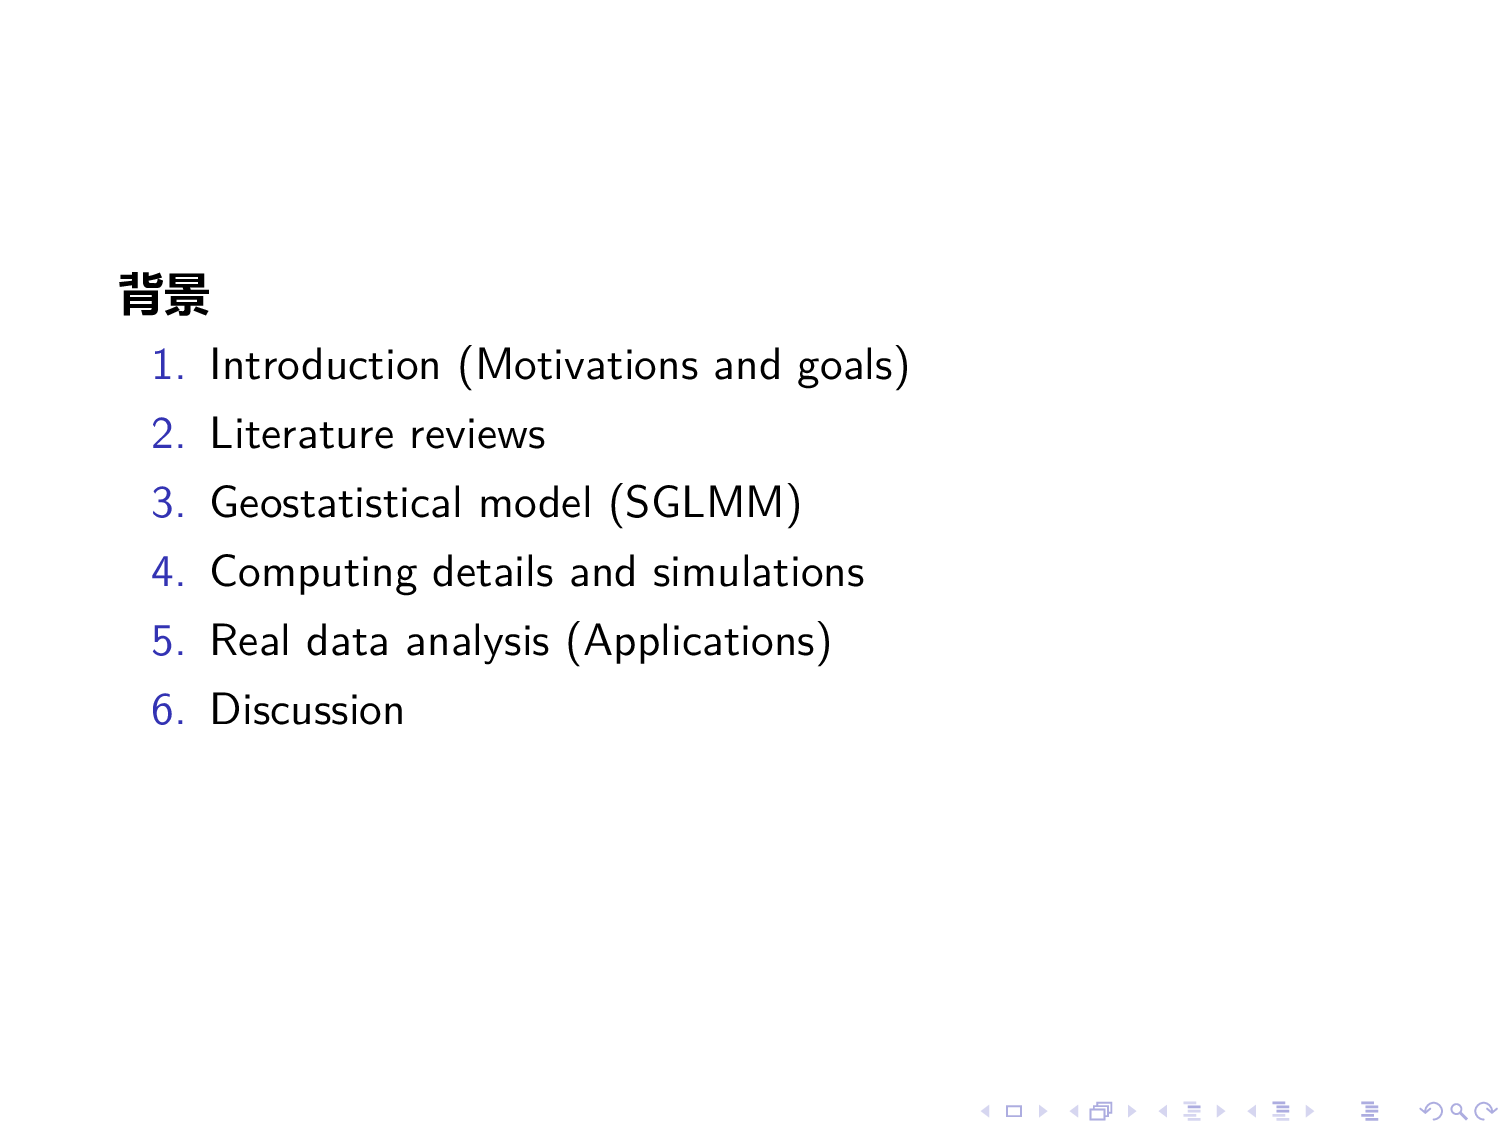 背景
1. Introduction (Motivations and goals)
2. Literature reviews
3. Geostatistical model (SGLMM)
4. Computing details and simulations
5. Real data analysis (Applications)
6. Discussion